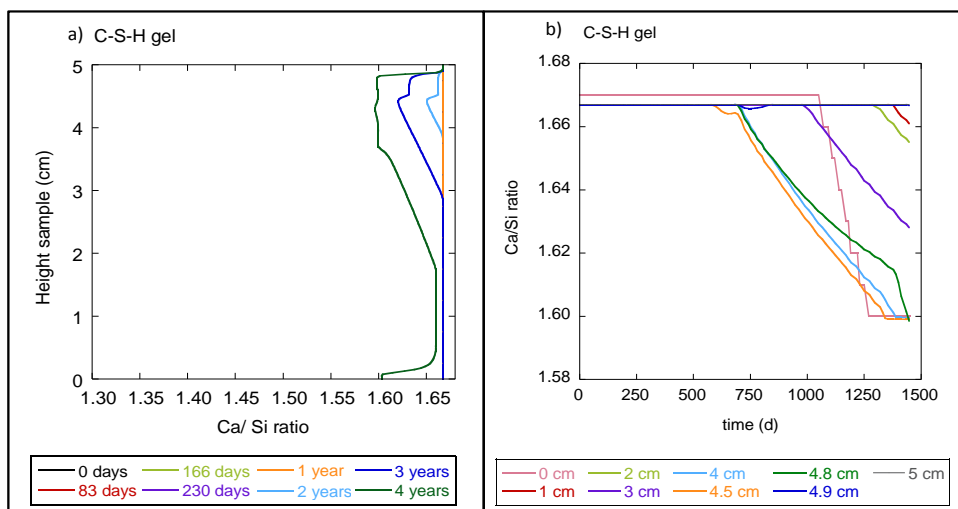 a) C-S-H gel
Height sample (cm)
5
4
3
2
1
0
1.30 1.35 1.40 1.45 1.50 1.55 1.60 1.65
Ca/ Si ratio
0 days 166 days 1 year 3 years
83 days 230 days 2 years 4 years
b) C-S-H gel
Ca/Si ratio
1.68
1.66
1.64
1.62
1.60
1.58
0 250 500 750 1000 1250 1500
time (d)
0 cm 2 cm 4 cm 4.8 cm 5 cm
1 cm 3 cm 4.5 cm 4.9 cm